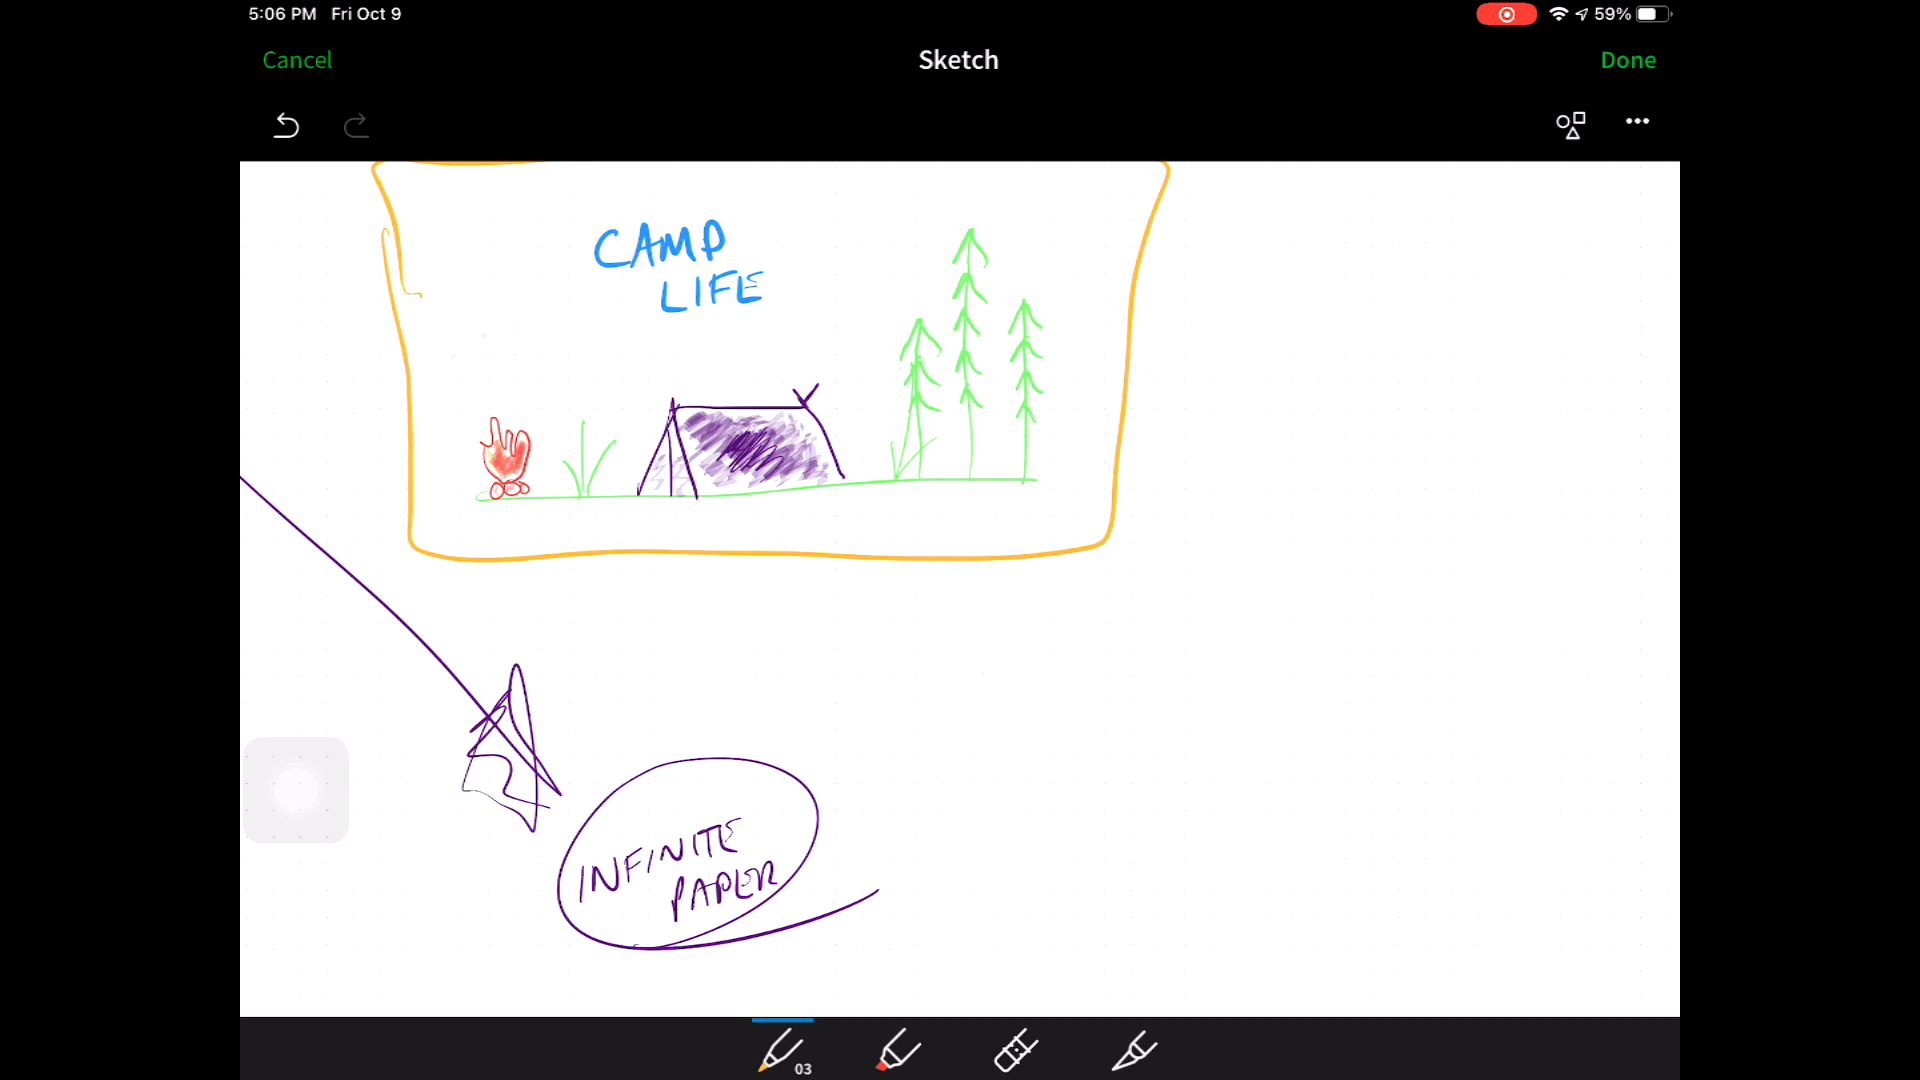 5:06 PM Fri Oct 9
59%
Cancel
Sketch
Done
CAMP
LIFE
INFINITE
PAPER
03